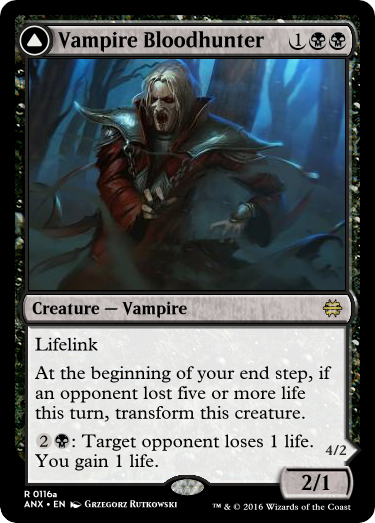 Vampire Bloodhunter 1
Creature — Vampire
Lifelink
At the beginning of your end step, if
an opponent lost five or more life
this turn, transform this creature.
2: Target opponent loses 1 life.
You gain 1 life.
4/2
2/1
R 0116a
ANX • EN Grzegorz Rutkowski
™ & © 2016 Wizards of the Coast